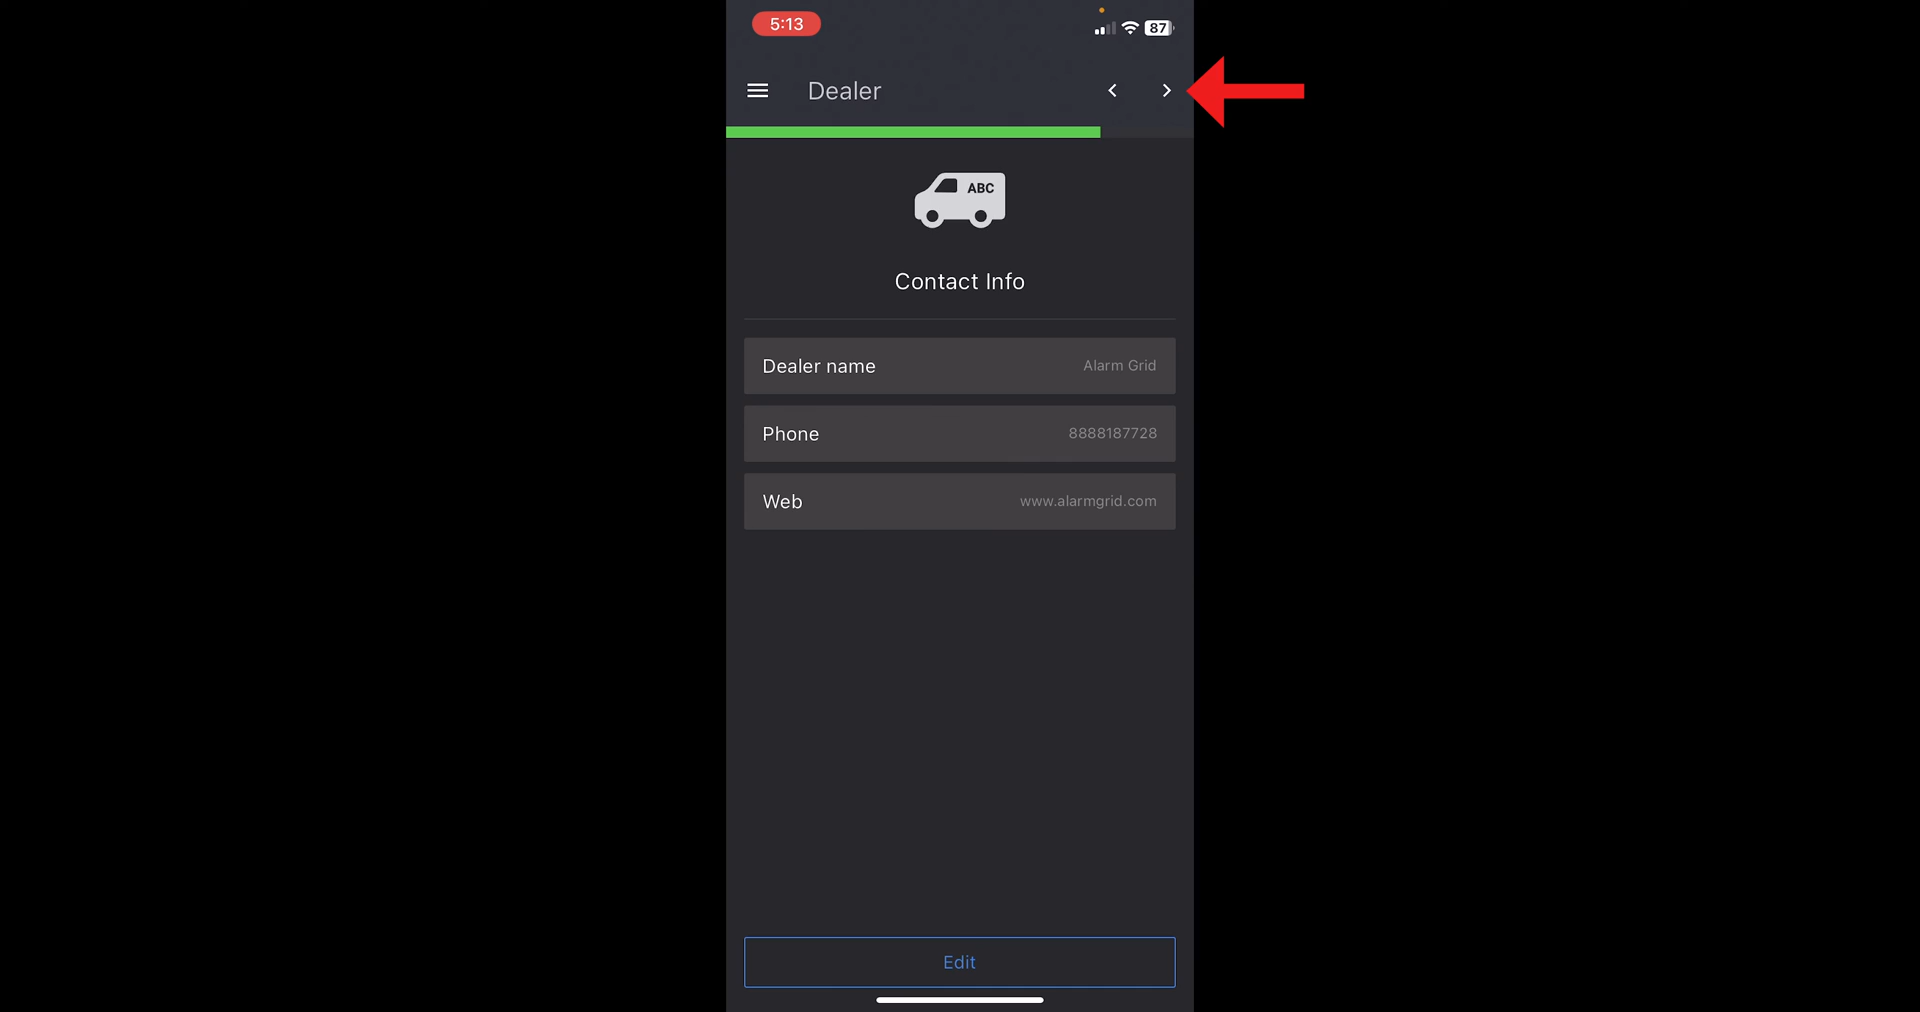 5:13
87
Dealer
ABC
Contact Info
Dealer name Alarm Grid
Phone 8888187728
Web www.alarmgrid.com
Edit